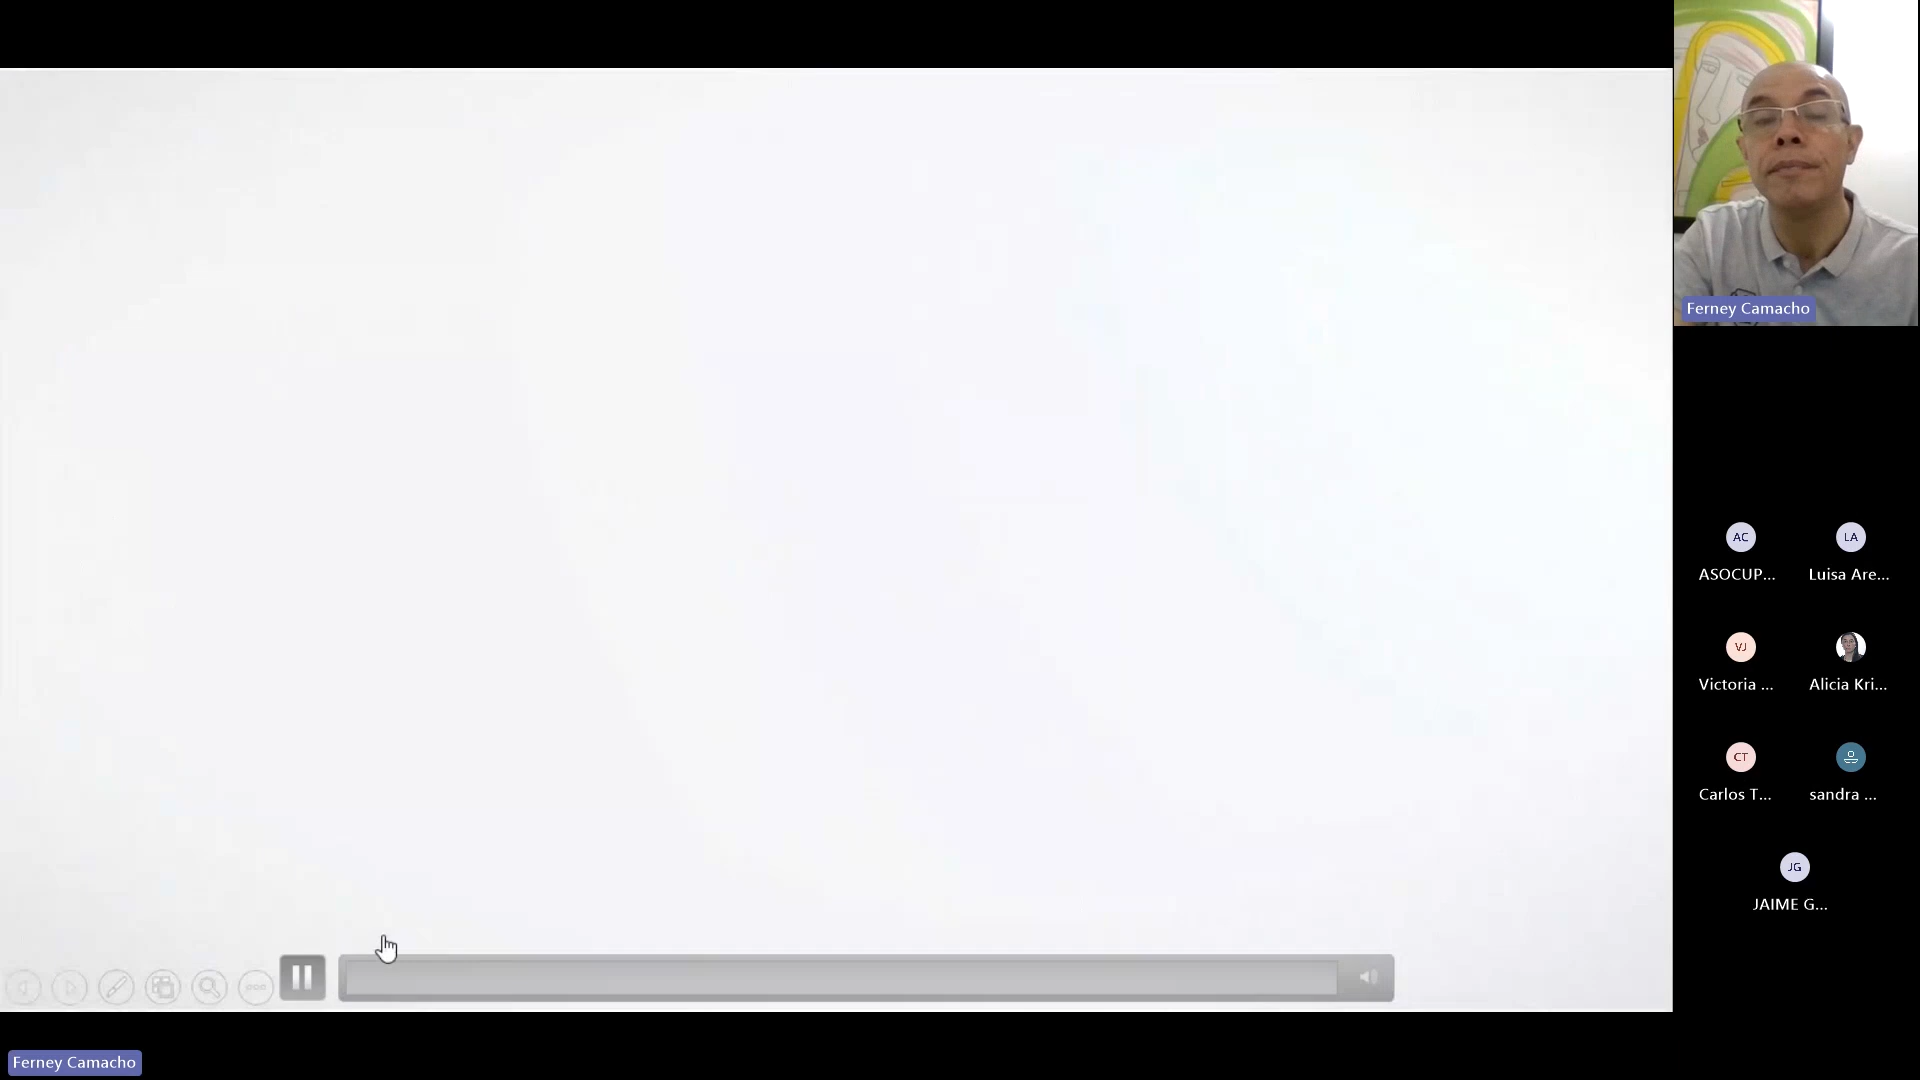 Ferney Camacho
AC
LA
ASOCUP...
Luisa Are...
VJ
Victoria ...
Alicia Kri...
CT
Carlos T...
sandra ...
JG
JAIME G...
Ferney Camacho